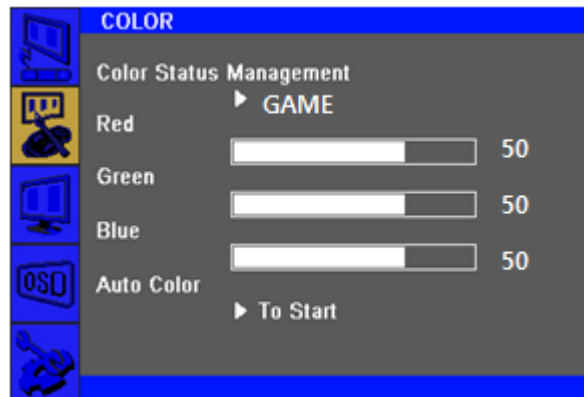 COLOR
Color Status Management
GAME
Red
50
Green
50
Blue
50
Auto Color
To Start
OSD